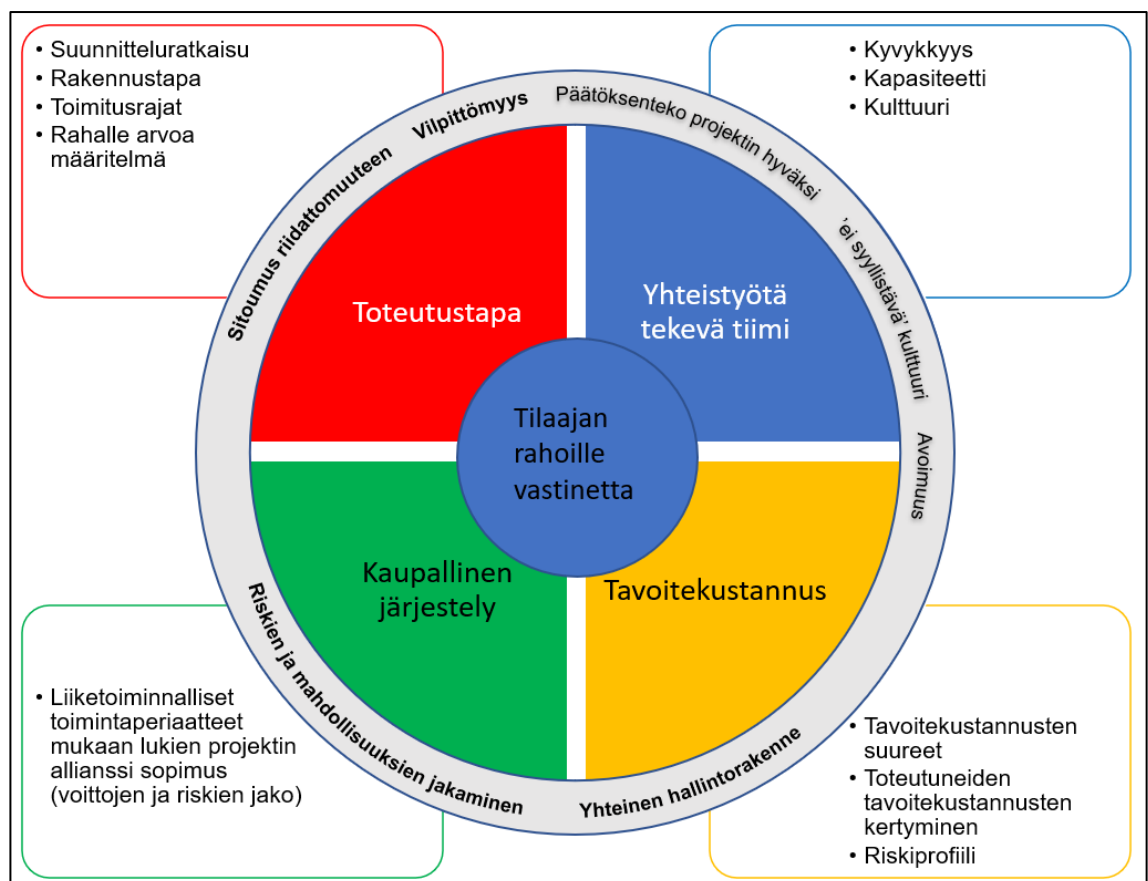 • Suunnitteluratkaisu
• Rakennustapa
• Toimitusrajat
• Rahalle arvoa
määritelmä
• Kyvykkyys
• Kapasiteetti
• Kulttuuri
Sitoumus riidattomuuteen
Vilpittömyys
Päätöksenteko projektin hyväksi
’ei syyllistävä’ kulttuuri
Avoimuus
Toteutustapa
Yhteistyötä
tekevä tiimi
Tilaajan
rahoille
vastinetta
Kaupallinen
järjestely
Tavoitekustannus
Riskien ja mahdollisuuksien jakaminen
Yhteinen hallintorakenne
• Liiketoiminnalliset
toimintaperiaatteet
mukaan lukien projektin
allianssi sopimus
(voittojen ja riskien jako)
• Tavoitekustannusten
suureet
• Toteutuneiden
tavoitekustannusten
kertyminen
• Riskiprofiili